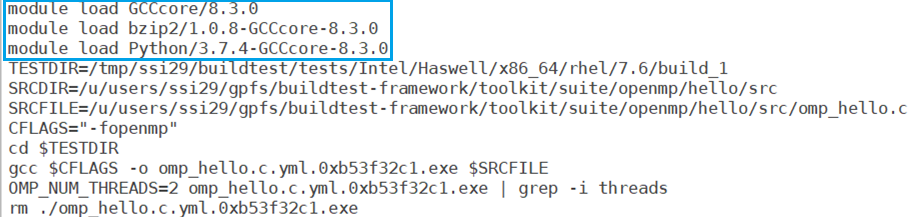 module load GCCcore/8.3.0
module load bzip2/1.0.8-GCCcore-8.3.0
module load Python/3.7.4-GCCcore-8.3.0
TESTDIR=/tmp/ssi29/buildtest/tests/Intel/Haswell/x86_64/rhel/7.6/build_1
SRCDIR=/u/users/ssi29/gpfs/buildtest-framework/toolkit/suite/openmp/hello/src
SRCFILE=/u/users/ssi29/gpfs/buildtest-framework/toolkit/suite/openmp/hello/src/omp_hello.c
CFLAGS="-fopenmp"
cd $TESTDIR
gcc $CFLAGS -o omp_hello.c.yml.0xb53f32c1.exe $SRCFILE
OMP_NUM_THREADS=2 omp_hello.c.yml.0xb53f32c1.exe | grep -i threads
rm ./omp_hello.c.yml.0xb53f32c1.exe